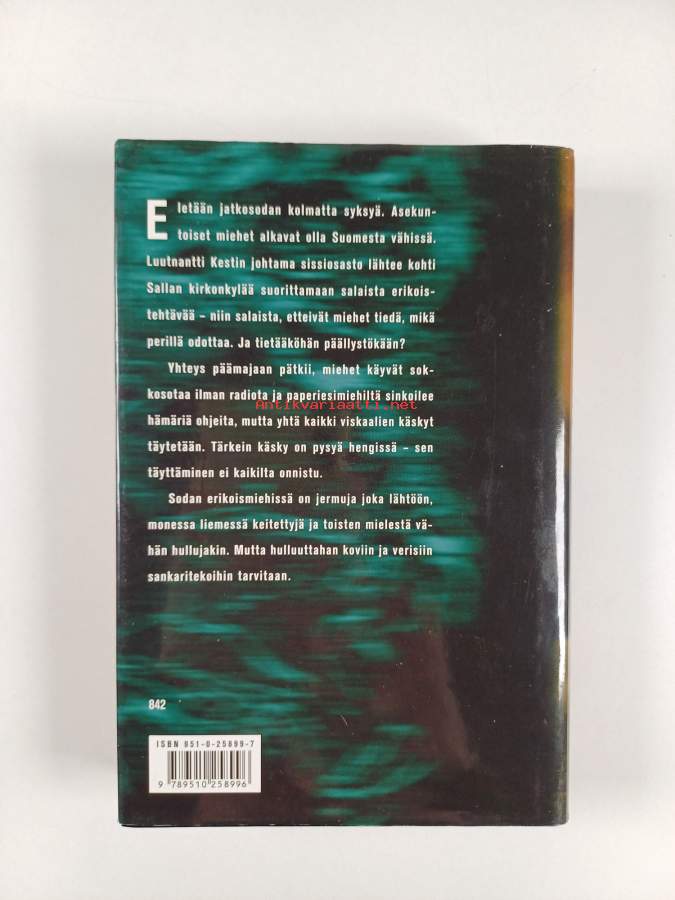 Eletään jatkosodan kolmatta syksyä. Asekun-
toiset miehet alkavat olla Suomesta vähissä.
Luutnantti Kestin johtama sissiosasto lähtee kohti
Sallan kirkonkylää suorittamaan salaista erikois-
tehtävää – niin salaista, etteivät miehet tiedä, mikä
perillä odottaa. Ja tietääköhän päällystökään?
Yhteys päämajaan pätkii, miehet käyvät sok-
kosotaa ilman radiota ja paperiesimiehiltä sinkoilee
Antikvariaatti.net
hämäriä ohjeita, mutta yhtä kaikki viskaalien käskyt
täytetään. Tärkein käsky on pysyä hengissä – sen
täyttäminen ei kaikilta onnistu.
Sodan erikoismiehissä on jermuja joka lähtöön,
monessa liemessä keitettyjä ja toisten mielestä vä-
hän hullujakin. Mutta hulluuttahan koviin ja verisiin
sankaritekoihin tarvitaan.
842
ISBN 951-0-25899-7
9 789510 258996